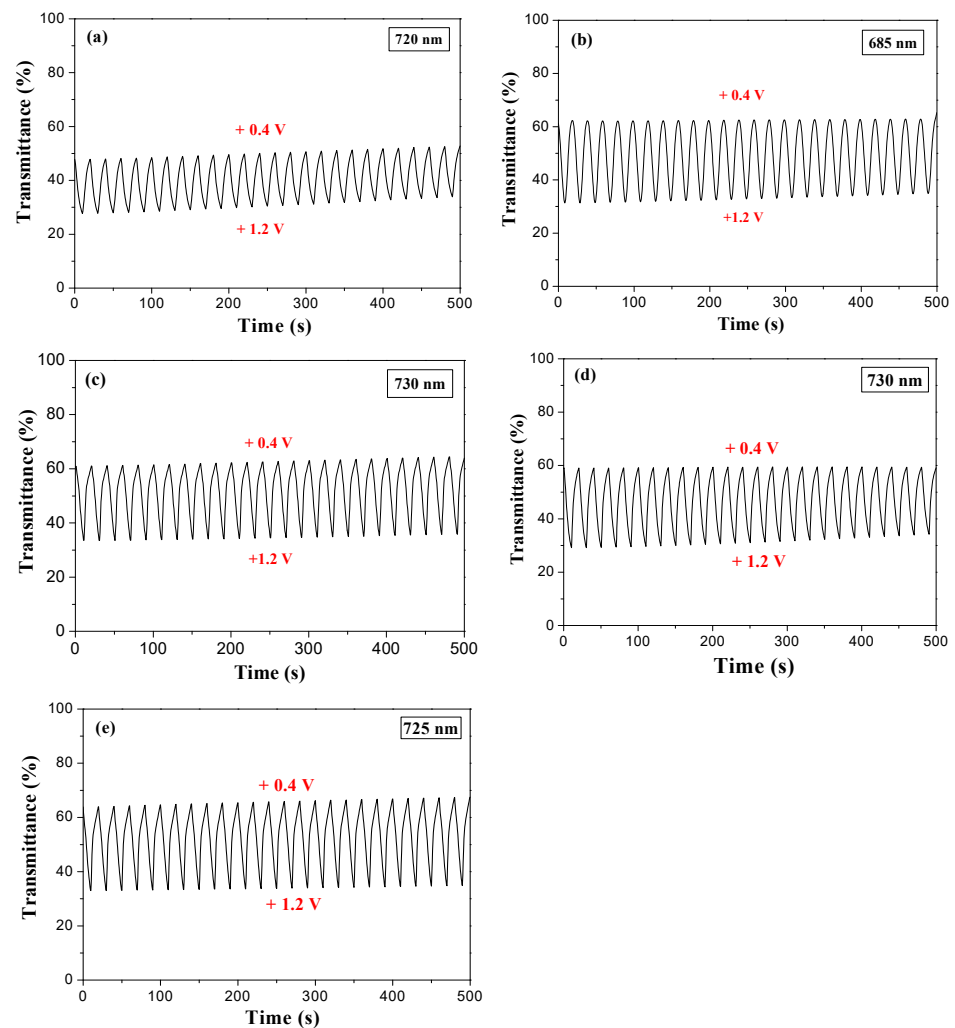 (a)
720 nm
+ 0.4 V
+ 1.2 V
Transmittance (%)
100
80
60
40
20
0
0 100 200 300 400 500
Time (s)
(b)
685 nm
+ 0.4 V
+1.2 V
Transmittance (%)
100
80
60
40
20
0
0 100 200 300 400 500
Time (s)
(c)
730 nm
+ 0.4 V
+1.2 V
Transmittance (%)
100
80
60
40
20
0
0 100 200 300 400 500
Time (s)
(d)
730 nm
+ 0.4 V
+ 1.2 V
Transmittance (%)
100
80
60
40
20
0
0 100 200 300 400 500
Time (s)
(e)
725 nm
+ 0.4 V
+ 1.2 V
Transmittance (%)
100
80
60
40
20
0
0 100 200 300 400 500
Time (s)